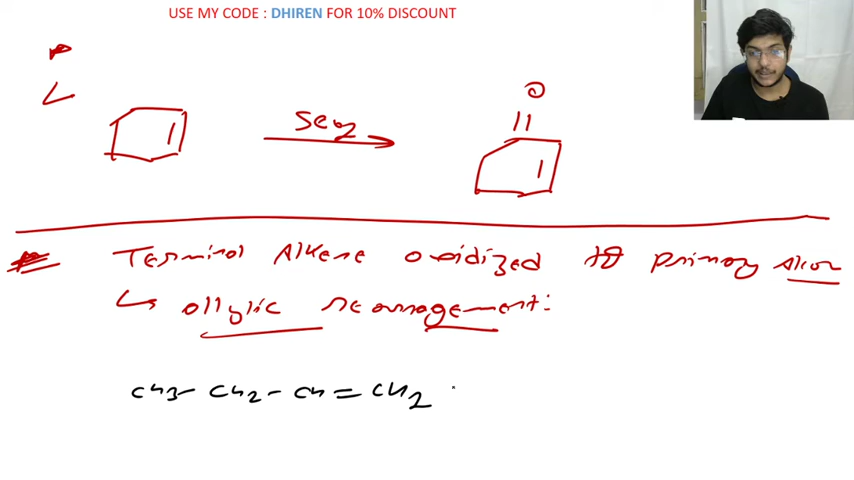 USE MY CODE : DHIREN FOR 10% DISCOUNT
SeO2
O
Terminal Alkene oxidized to primary
allylic rearrangement:
CH3- CH2- CH = CH2